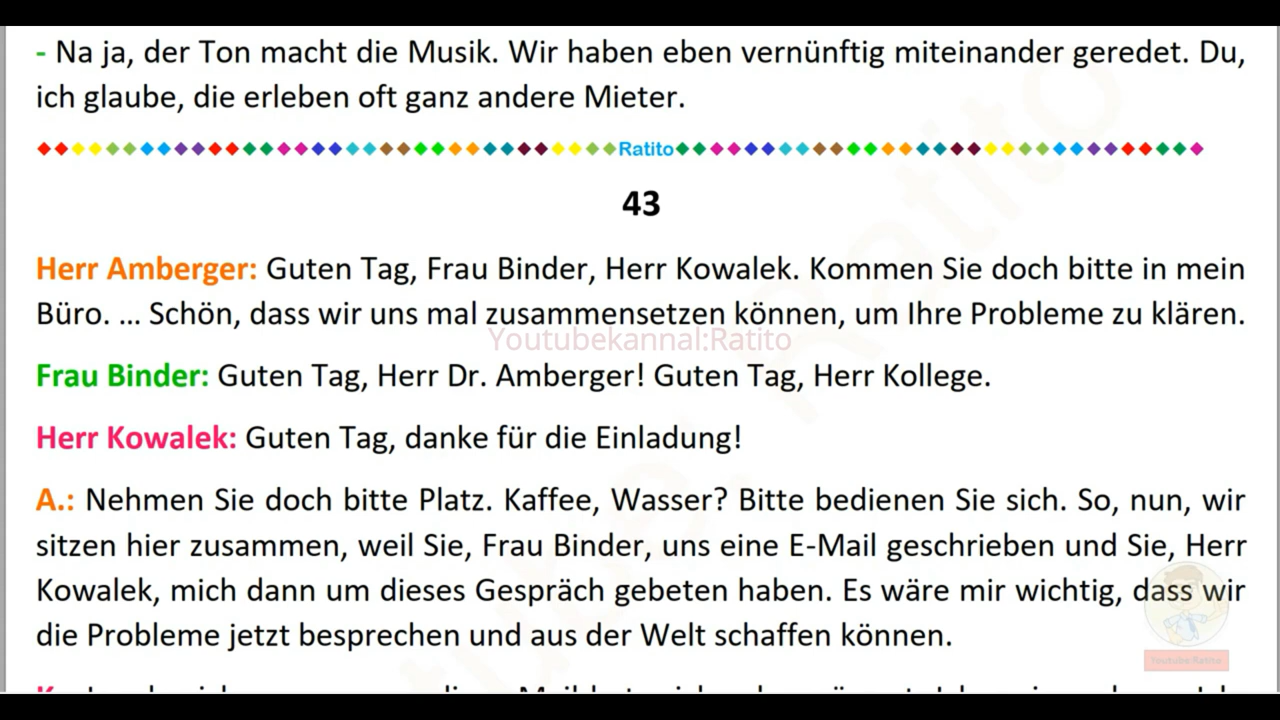 - Na ja, der Ton macht die Musik. Wir haben eben vernünftig miteinander geredet. Du,
ich glaube, die erleben oft ganz andere Mieter.
Ratito
43
Herr Amberger: Guten Tag, Frau Binder, Herr Kowalek. Kommen Sie doch bitte in mein
Büro. ... Schön, dass wir uns mal zusammensetzen können, um Ihre Probleme zu klären.
Youtubekannal:Ratito
Frau Binder: Guten Tag, Herr Dr. Amberger! Guten Tag, Herr Kollege.
Herr Kowalek: Guten Tag, danke für die Einladung!
A.: Nehmen Sie doch bitte Platz. Kaffee, Wasser? Bitte bedienen Sie sich. So, nun, wir
sitzen hier zusammen, weil Sie, Frau Binder, uns eine E-Mail geschrieben und Sie, Herr
Kowalek, mich dann um dieses Gespräch gebeten haben. Es wäre mir wichtig, dass wir
die Probleme jetzt besprechen und aus der Welt schaffen können.
Youtube:Ratito